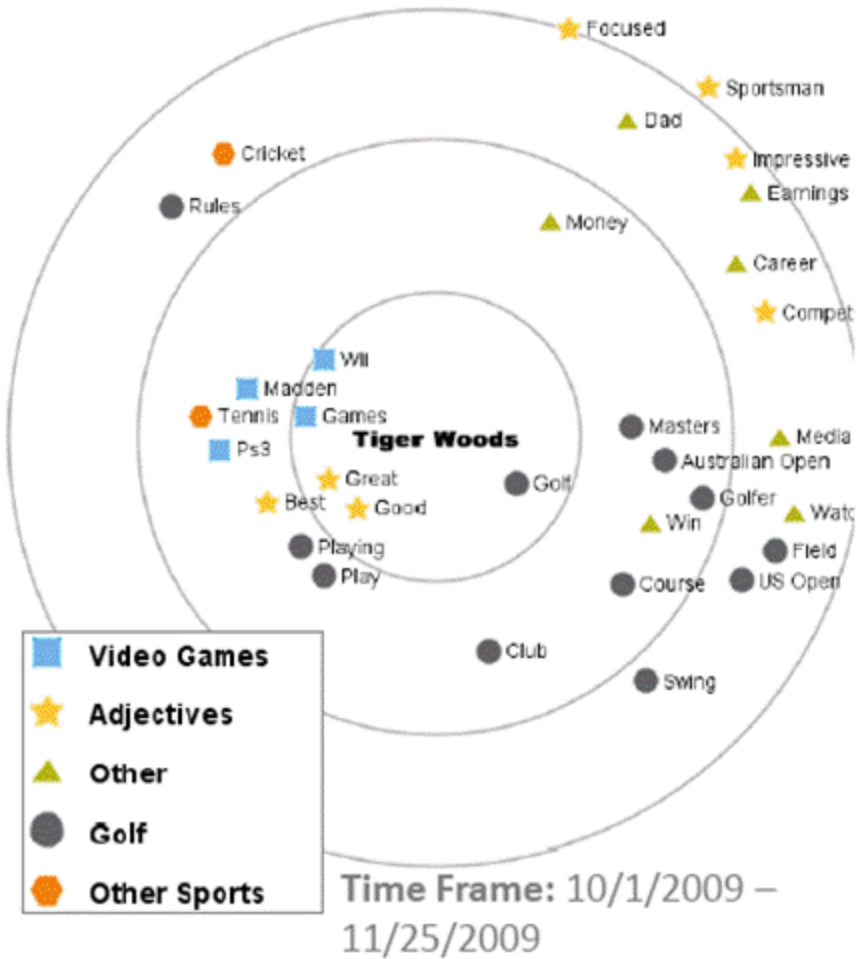 Focused
Sportsman
Dad
Cricket
Impressive
Earnings
Rules
Money
Career
Compet
Wii
Madden
Tennis
Games
Masters
Tiger Woods
Media
Ps3
Australian Open
Great
Golf
Best
Good
Golfer
Win
Watc
Playing
Field
Play
Course
US Open
Club
Swing
Video Games
Adjectives
Other
Golf
Other Sports
Time Frame: 10/1/2009 –
11/25/2009